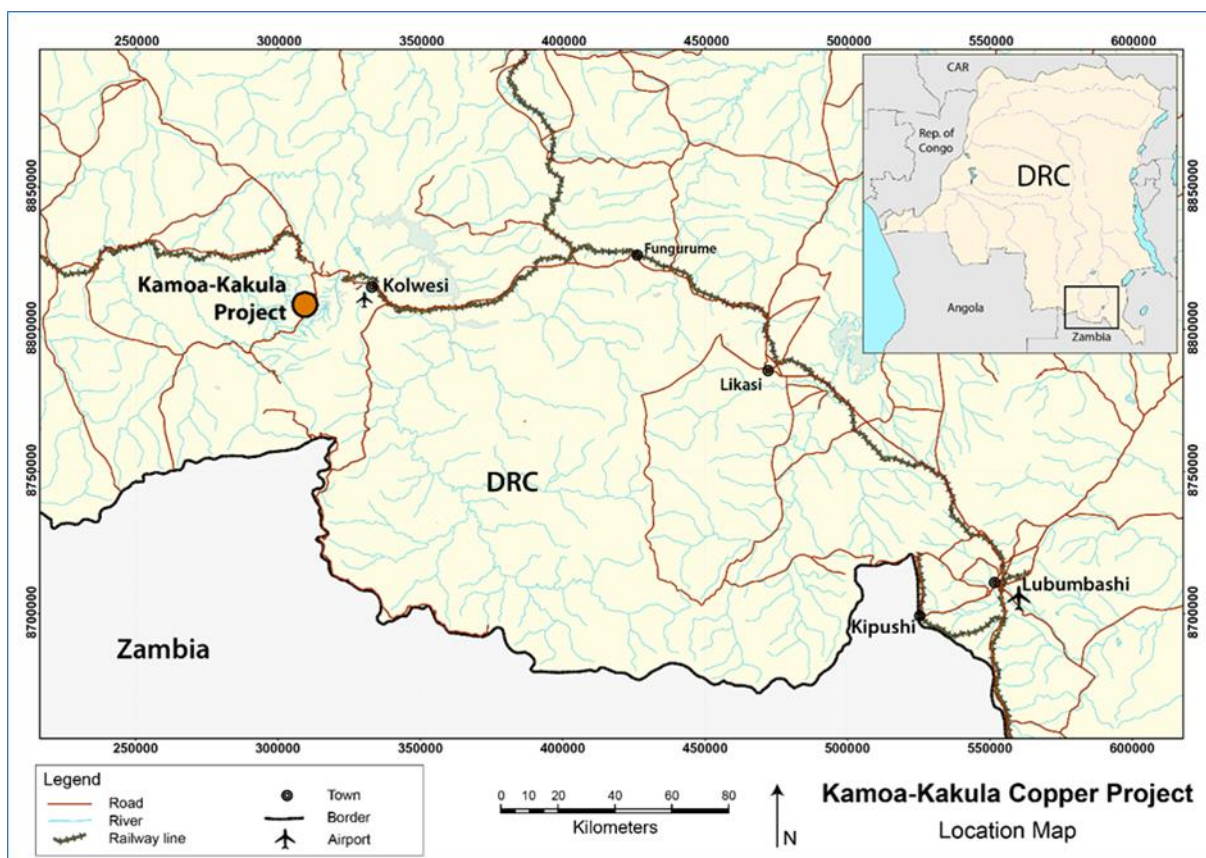 250000 300000 350000 400000 450000 500000 550000 600000
8850000
8800000
8750000
8700000
8850000
8800000
8750000
8700000
CAR
Rep. of
Congo
DRC
Angola
Zambia
Fungurume
Kolwesi
Kamoa-Kakula
Project
Likasi
DRC
Lubumbashi
Kipushi
Zambia
250000 300000 350000 400000 450000 500000 550000 600000
Legend
Road
River
Railway line
Town
Border
Airport
0 5 10 20 40 60 80
Kilometers
N
Kamoa-Kakula Copper Project
Location Map